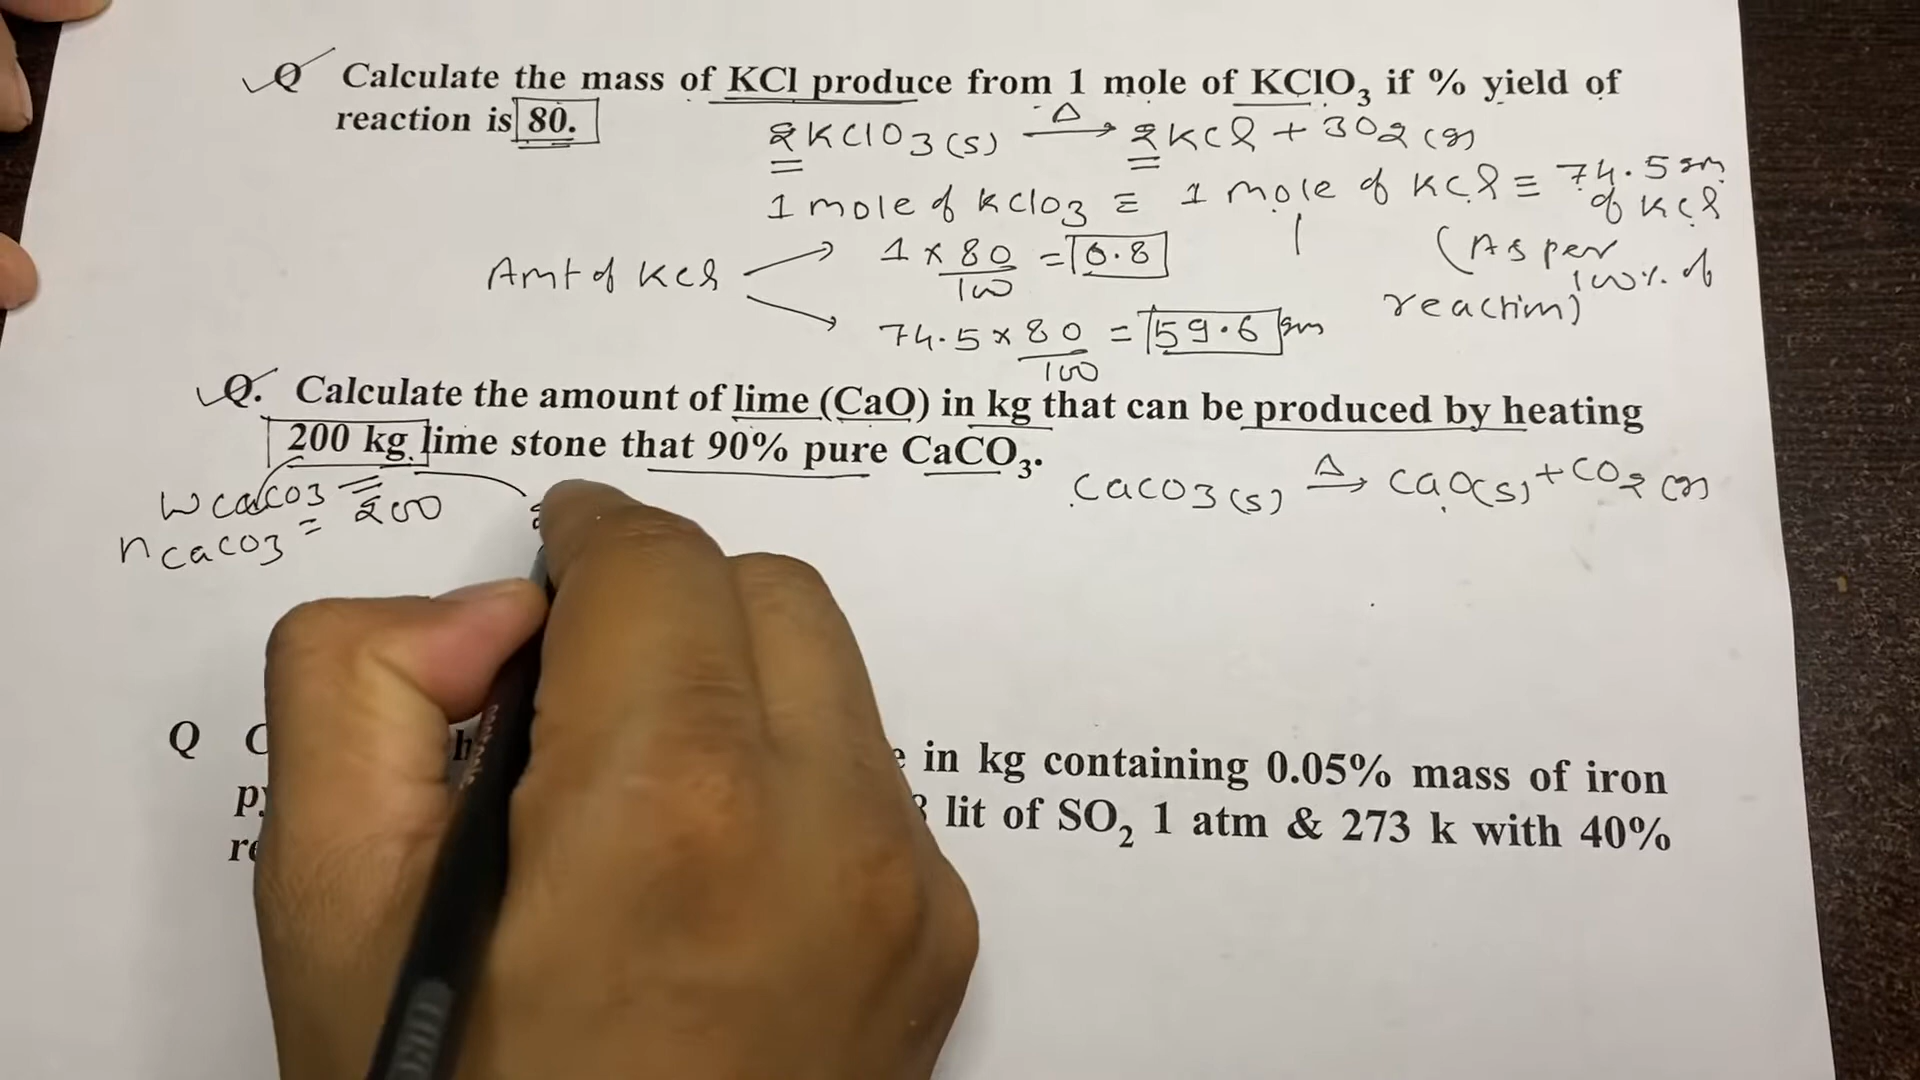 Q Calculate the mass of KCl produce from 1 mole of KClO3 if % yield of
reaction is 80.
2KClO3(s) Δ→ 2KCl + 3O2(g)
1 mole of KClO3 ≡ 1 mole of KCl ≡ 74.5 gm
of KCl
(As per
100% of
reaction)
Amt of KCl
1 × 80/100 = 0.8
74.5 × 80/100 = 59.6 gm
Q. Calculate the amount of lime (CaO) in kg that can be produced by heating
200 kg lime stone that 90% pure CaCO3.
CaCO3(s) Δ→ CaO(s) + CO2(g)
WCaCO3 = 200
nCaCO3 =
Q
in kg containing 0.05% mass of iron
lit of SO2 1 atm & 273 k with 40%